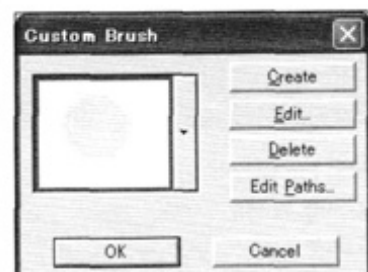 Custom Brush
Create
Edit...
Delete
Edit Paths...
OK
Cancel